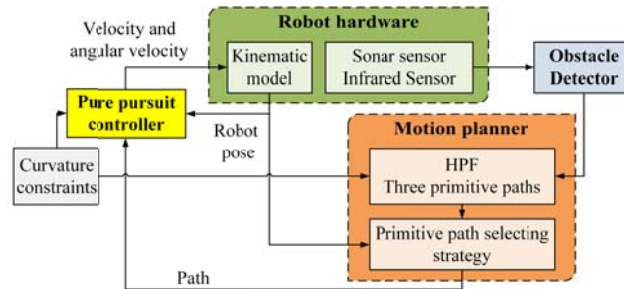 Robot hardware
Velocity and
angular velocity
Kinematic
model
Sonar sensor
Infrared Sensor
Obstacle
Detector
Pure pursuit
controller
Robot
pose
Motion planner
Curvature
constraints
HPF
Three primitive paths
Primitive path selecting
strategy
Path